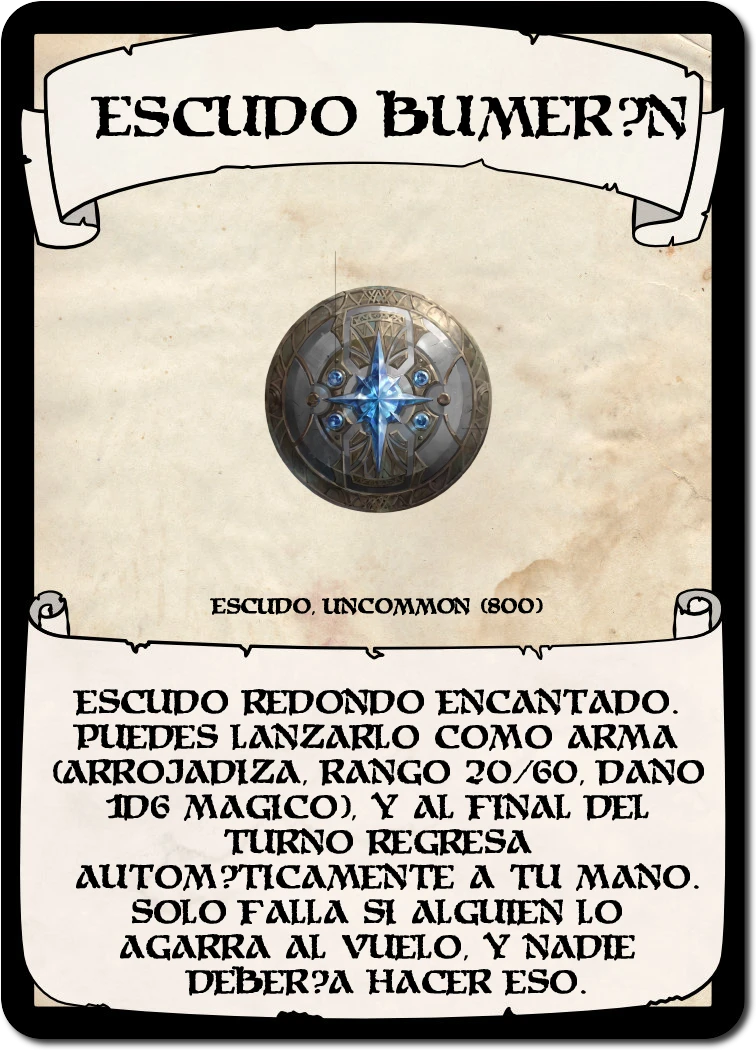 ESCUDO BUMER?N
ESCUDO, UNCOMMON (800)
ESCUDO REDONDO ENCANTADO.
PUEDES LANZARLO COMO ARMA
(ARROJADIZA, RANGO 20/60, DANO
1D6 MAGICO), Y AL FINAL DEL
TURNO REGRESA
AUTOM?TICAMENTE A TU MANO.
SOLO FALLA SI ALGUIEN LO
AGARRA AL VUELO, Y NADIE
DEBER?A HACER ESO.